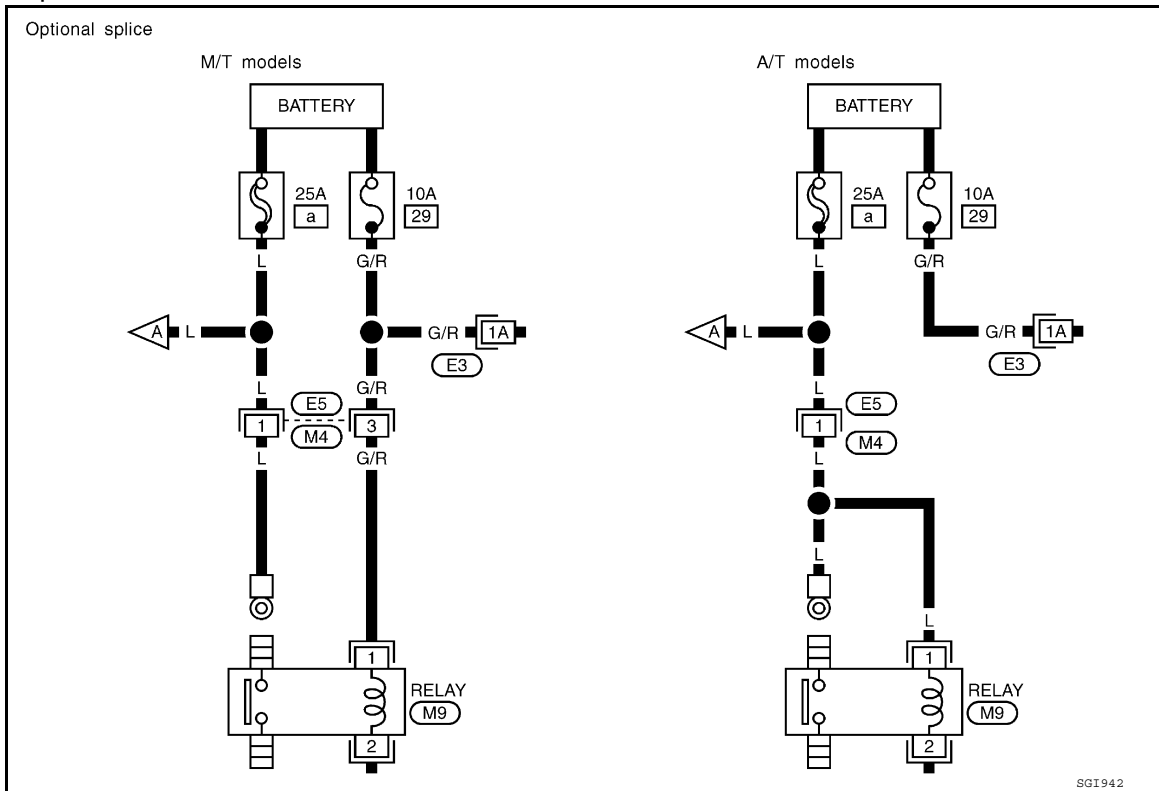 Optional splice
M/T models
A/T models
BATTERY
BATTERY
25A
a
10A
29
25A
a
10A
29
L
G/R
L
G/R
A
L
G/R
1A
A
L
G/R
1A
E3
E3
L
G/R
L
E5
E5
1
3
1
M4
M4
L
G/R
L
L
L
1
1
RELAY
M9
RELAY
M9
2
2
SGI942